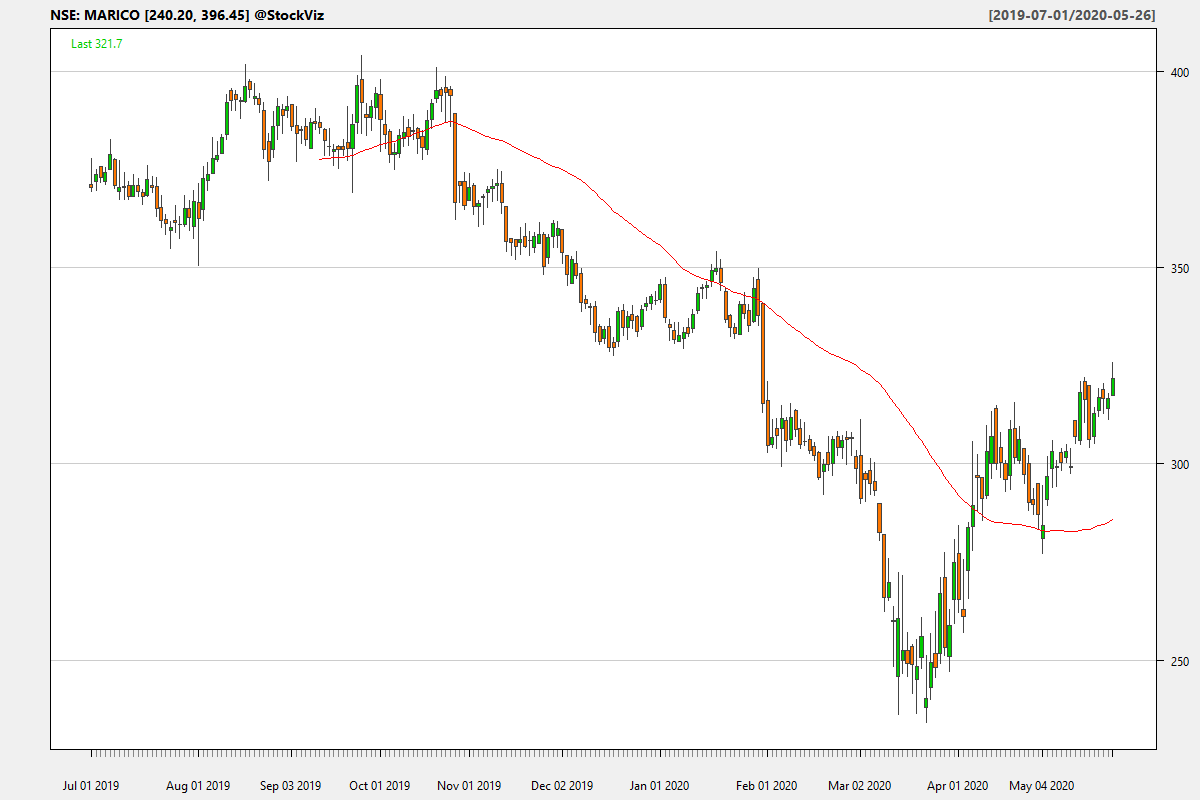 NSE: MARICO [240.20, 396.45] @StockViz [2019-07-01/2020-05-26]
Last 321.7
400
350
300
250
Jul 01 2019 Aug 01 2019 Sep 03 2019 Oct 01 2019 Nov 01 2019 Dec 02 2019 Jan 01 2020 Feb 01 2020 Mar 02 2020 Apr 01 2020 May 04 2020